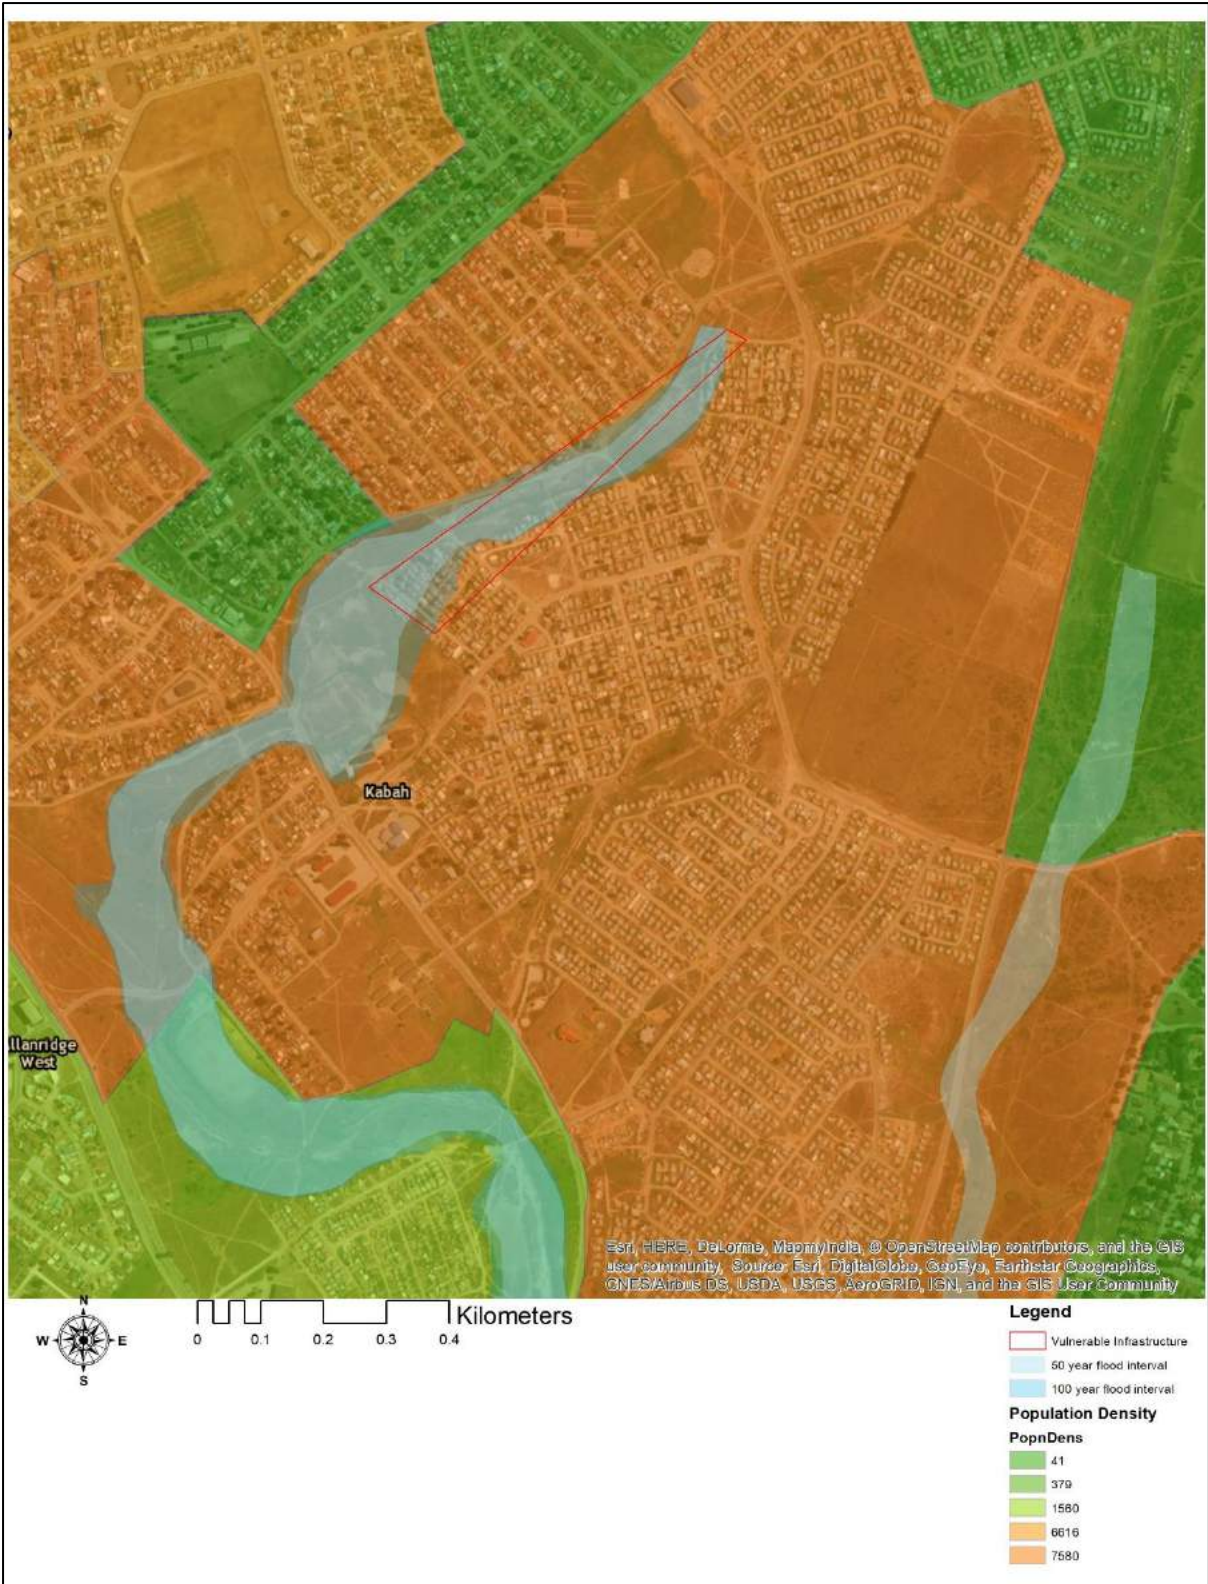 Kabah
llanridge
West
Esri, HERE, DeLorme, MapmyIndia, © OpenStreetMap contributors, and the GIS
user community, Source: Esri, DigitalGlobe, GeoEye, Earthstar Geographics,
CNES/Airbus DS, USDA, USGS, AeroGRID, IGN, and the GIS User Community
N
W E
S
Kilometers
0 0.1 0.2 0.3 0.4
Legend
Vulnerable Infrastructure
50 year flood interval
100 year flood interval
Population Density
PopnDens
41
379
1560
6616
7580